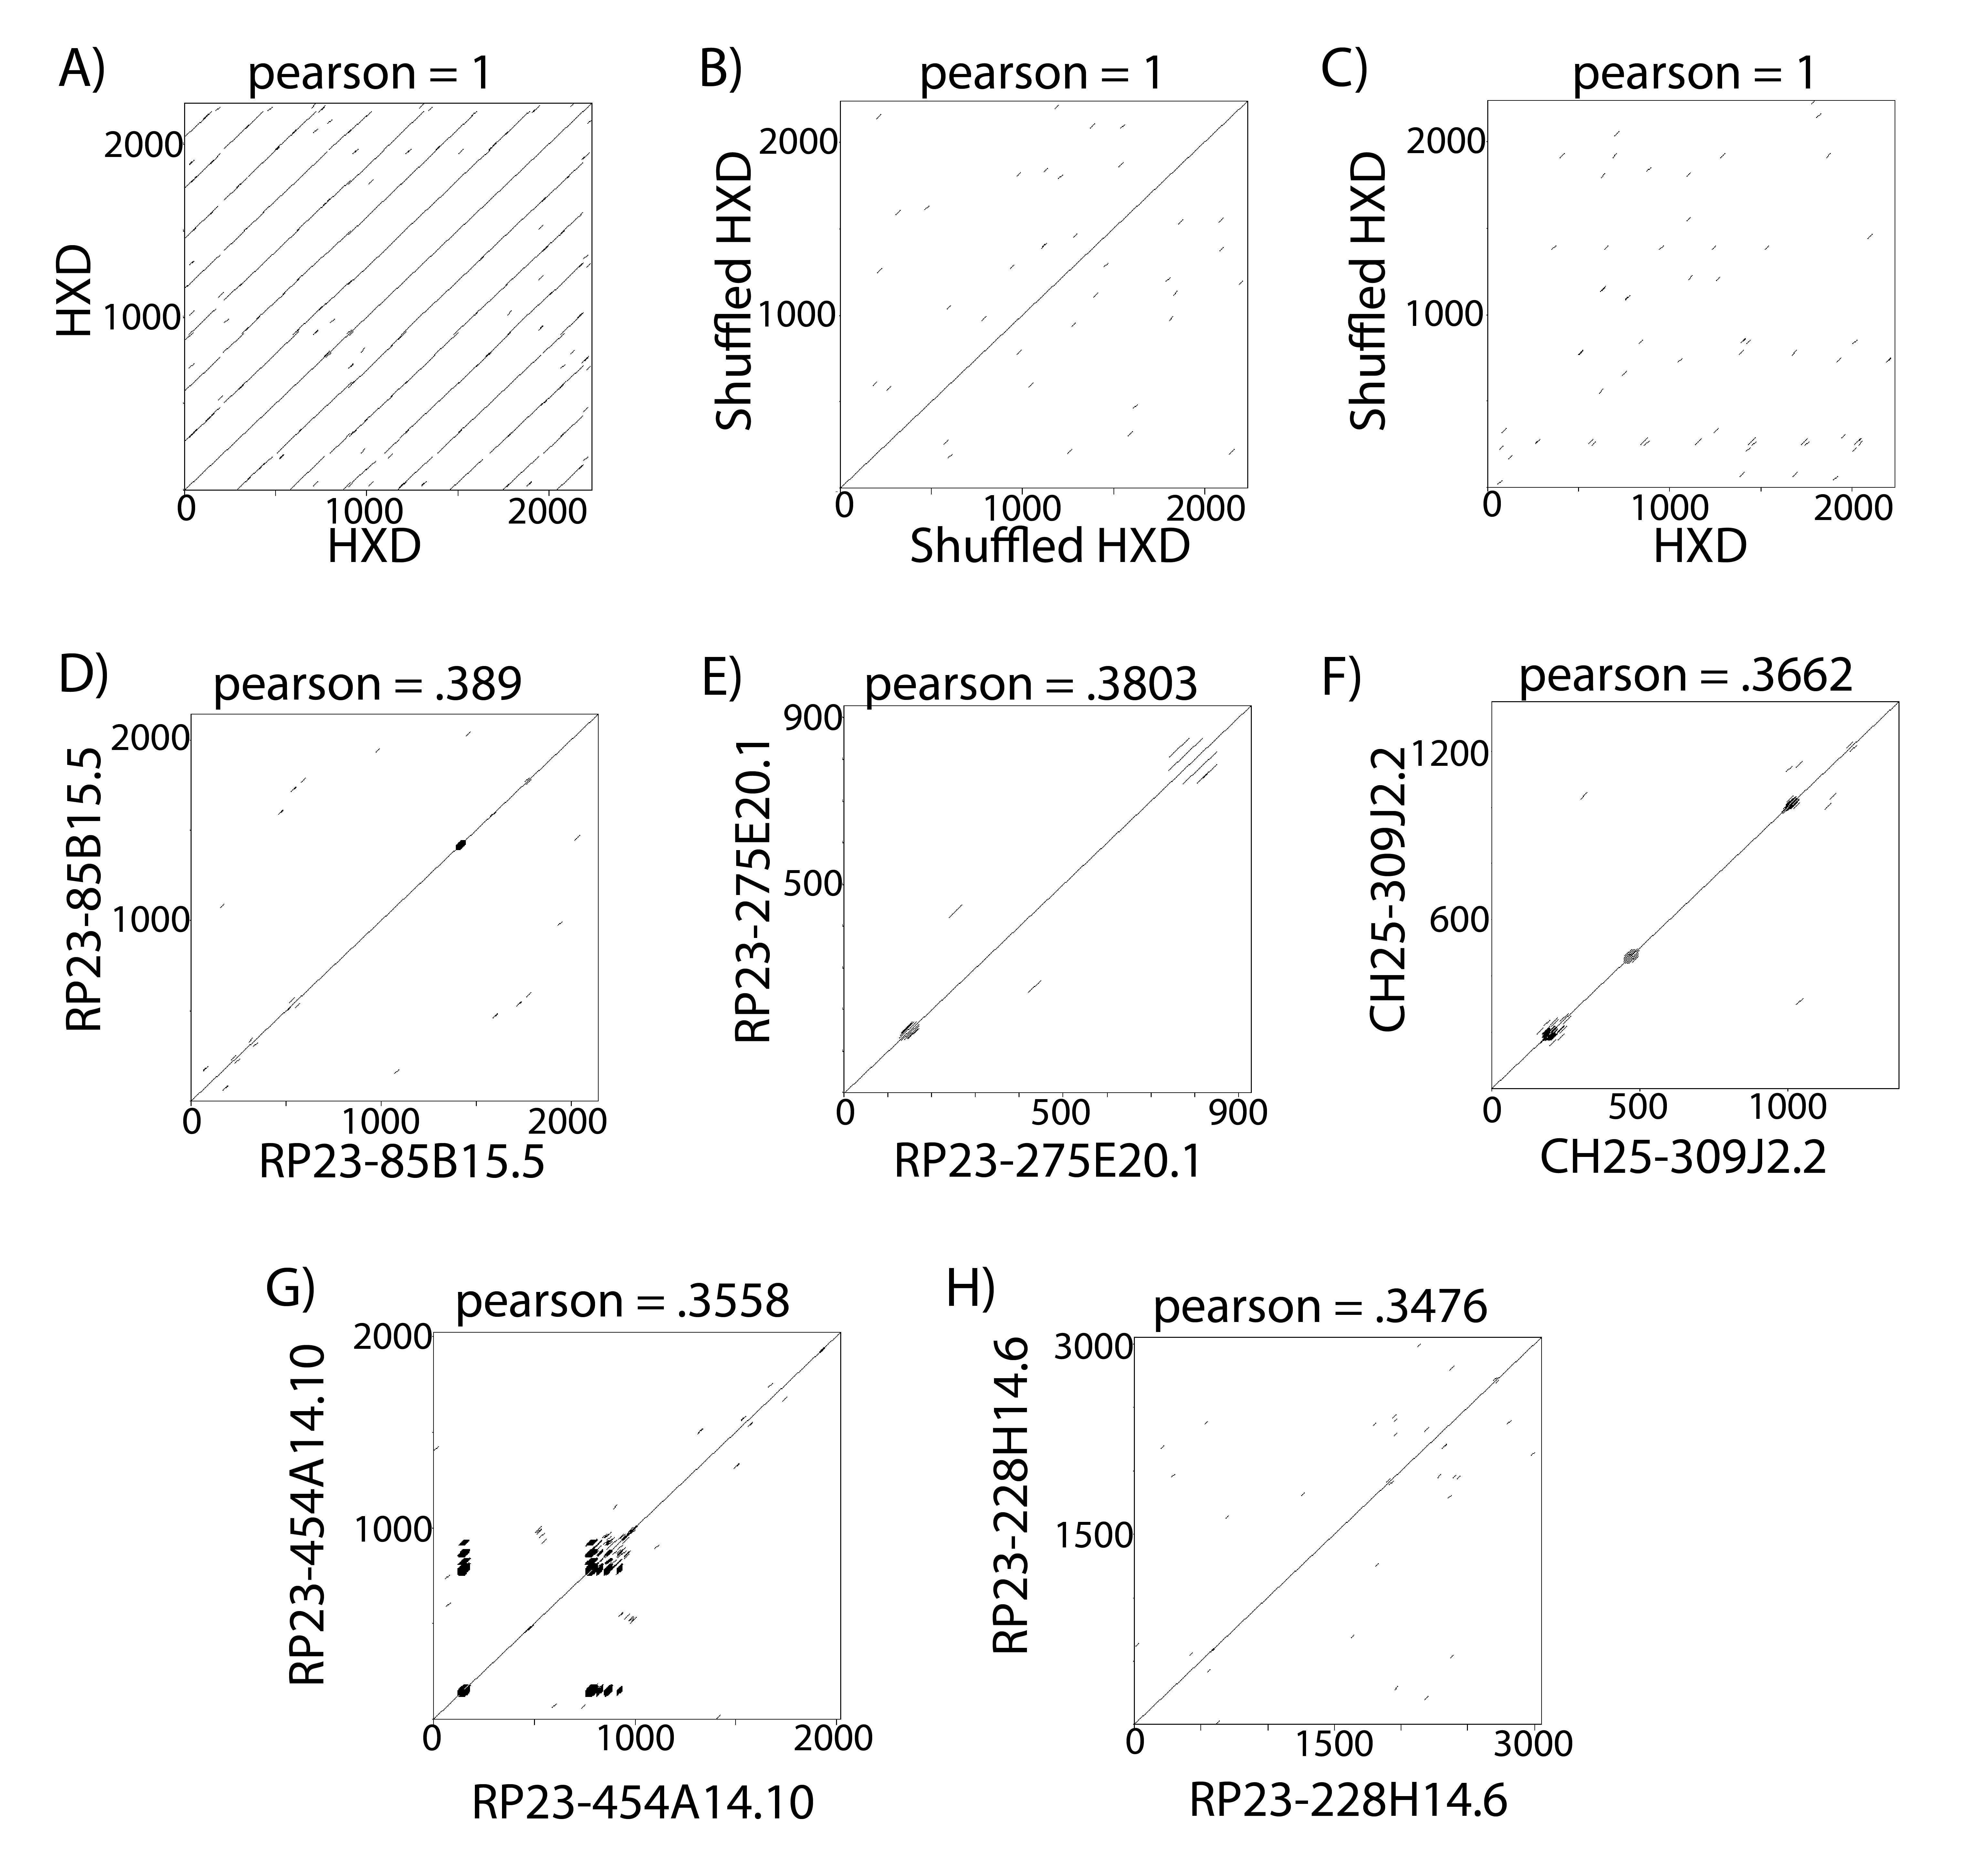 A)
pearson = 1
2000
1000
HXD
0
1000
2000
HXD
B)
pearson = 1
2000
1000
Shuffled HXD
0
1000
2000
Shuffled HXD
C)
pearson = 1
2000
1000
Shuffled HXD
0
1000
2000
HXD
D)
pearson = .389
2000
1000
RP23-85B15.5
0
1000
2000
RP23-85B15.5
E)
pearson = .3803
900
500
RP23-275E20.1
0
500
900
RP23-275E20.1
F)
pearson = .3662
1200
600
CH25-309J2.2
0
500
1000
CH25-309J2.2
G)
pearson = .3558
2000
1000
RP23-454A14.10
0
1000
2000
RP23-454A14.10
H)
pearson = .3476
3000
1500
RP23-228H14.6
0
1500
3000
RP23-228H14.6